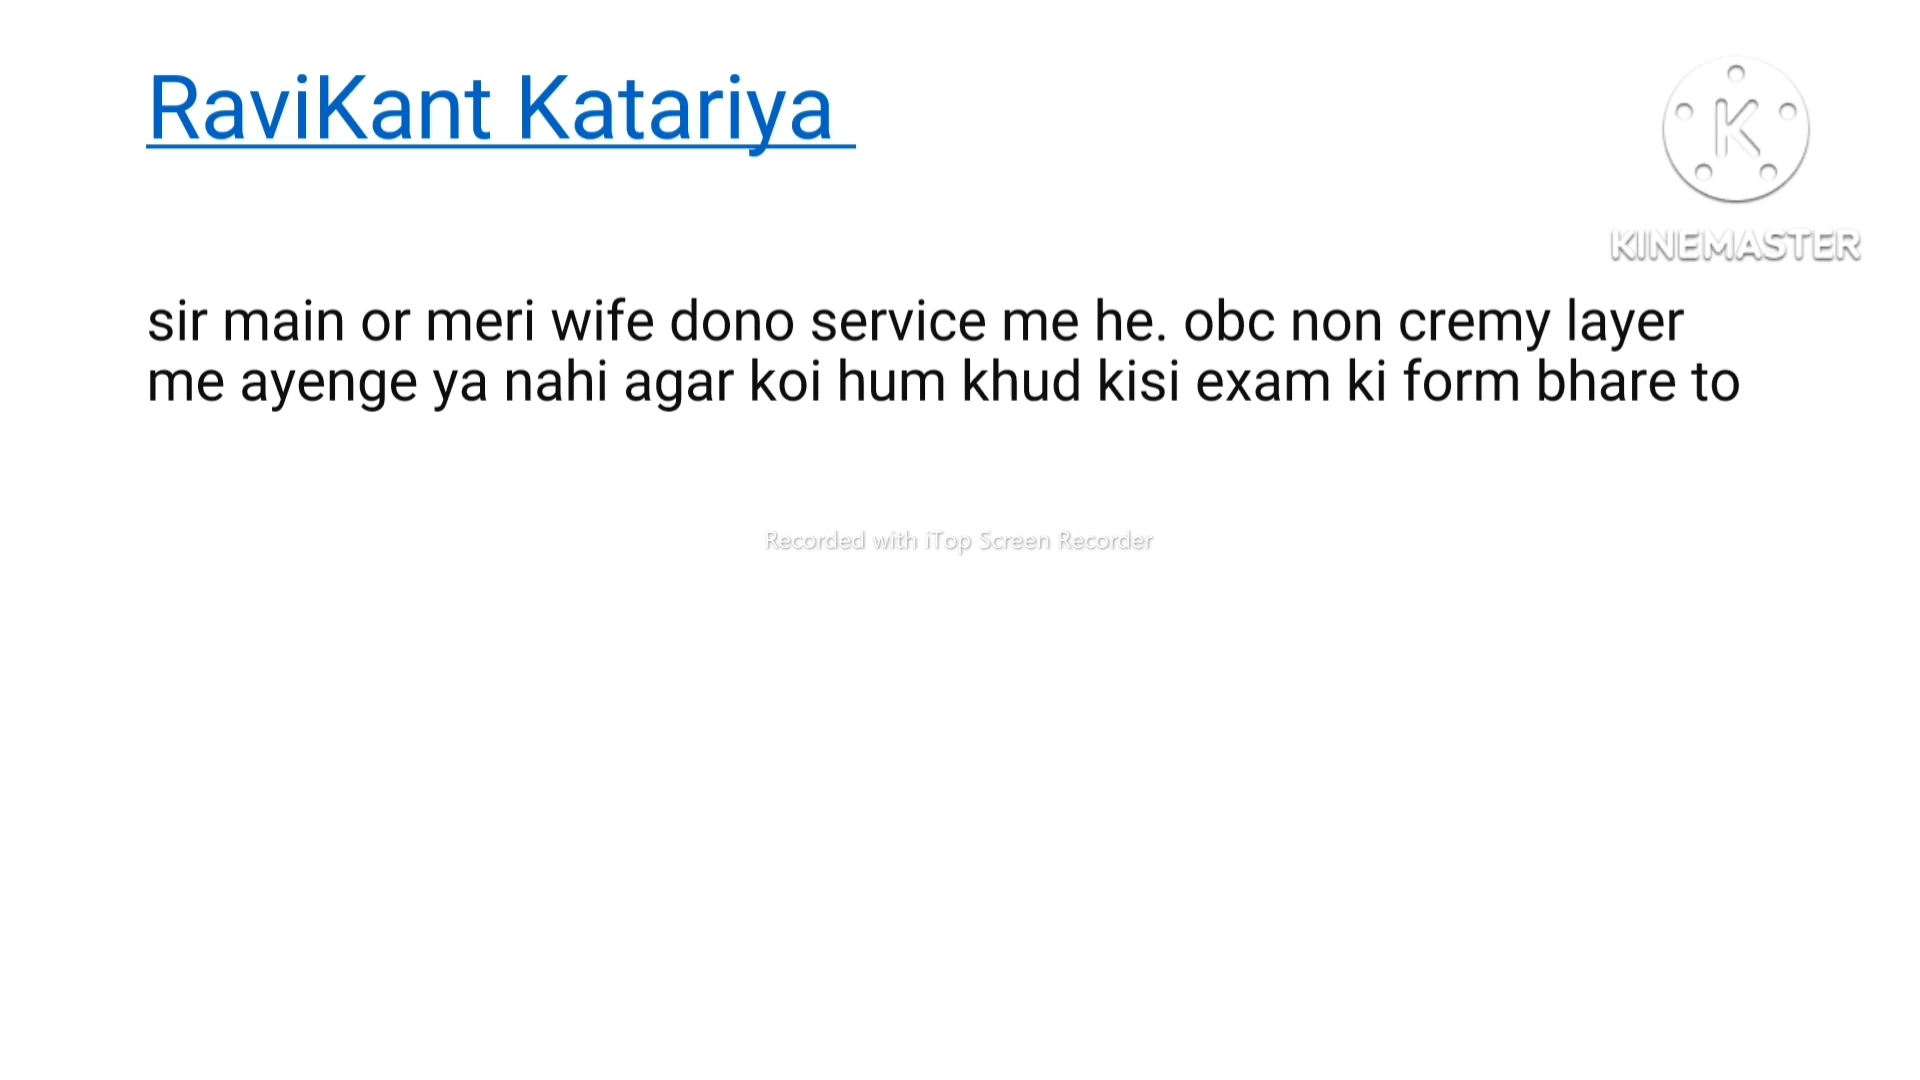 RaviKant Katariya
KINEMASTER
sir main or meri wife dono service me he. obc non cremy layer
me ayenge ya nahi agar koi hum khud kisi exam ki form bhare to
Recorded with iTop Screen Recorder